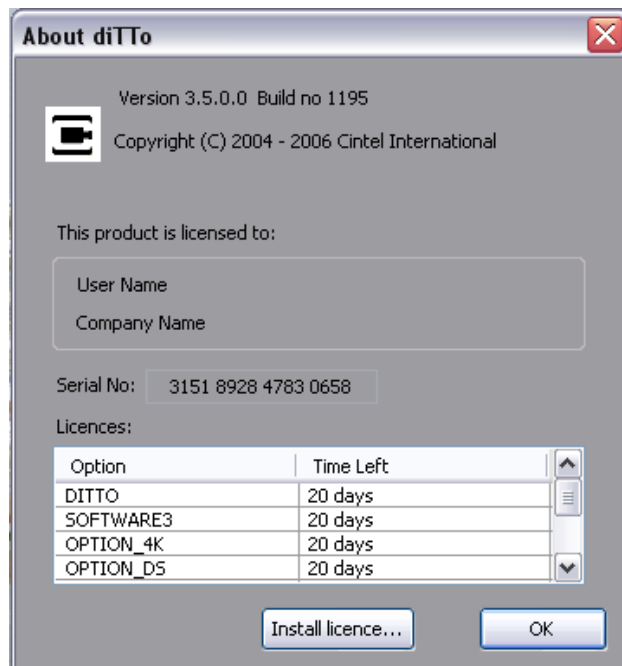 About diTTo
Version 3.5.0.0 Build no 1195
Copyright (C) 2004 - 2006 Cintel International
This product is licensed to:
User Name
Company Name
Serial No: 3151 8928 4783 0658
Licences:
Option Time Left
DITTO 20 days
SOFTWARE3 20 days
OPTION_4K 20 days
OPTION_DS 20 days
Install licence... OK